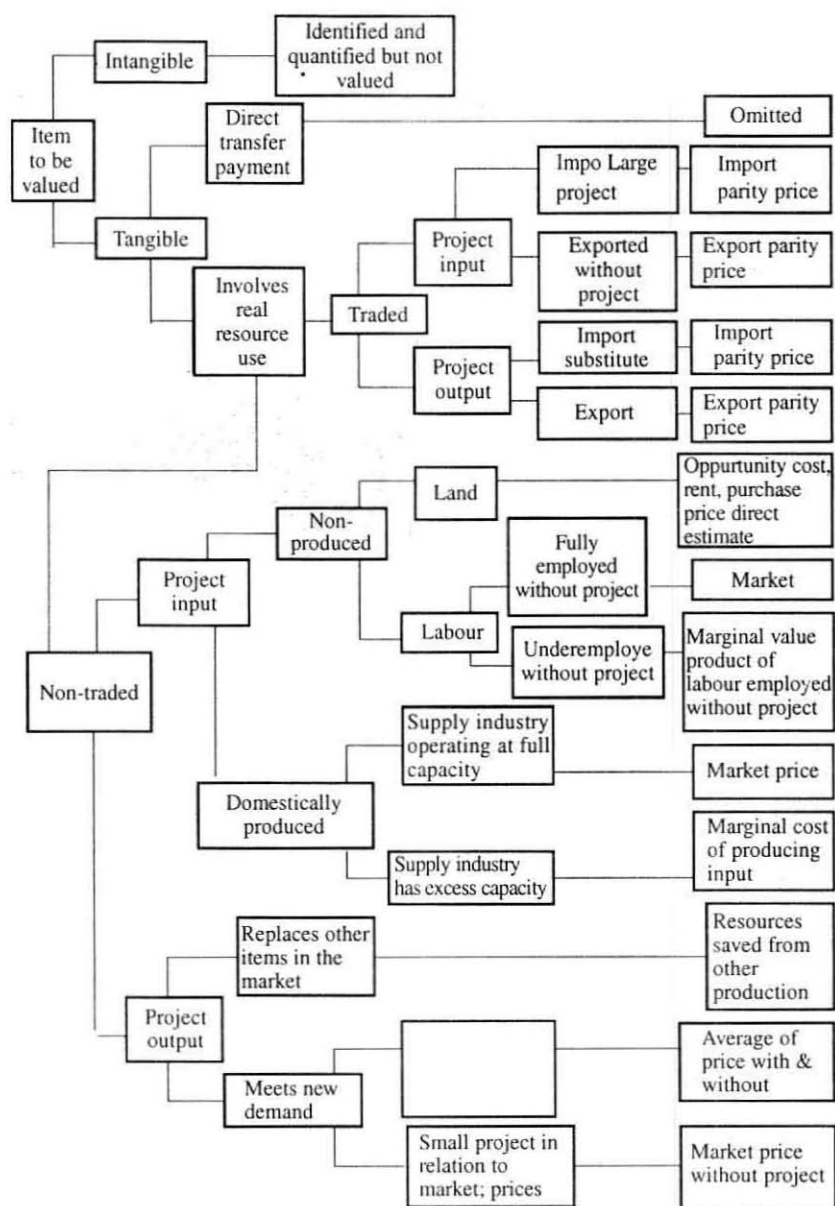 Identified and
quantified but not
valued
Intangible
Direct
transfer
payment
Omitted
Item
to be
valued
Impo Large
project
Import
parity price
Tangible
Project
input
Exported
without
project
Export parity
price
Involves
real
resource
use
Traded
Import
substitute
Import
parity price
Project
output
Export
Export parity
price
Oppurtunity cost,
rent, purchase
price direct
estimate
Land
Non-
produced
Fully
employed
without project
Market
Project
input
Labour
Underemploye
without project
Marginal value
product of
labour employed
without project
Non-traded
Supply industry
operating at full
capacity
Market price
Domestically
produced
Marginal cost
of producing
input
Supply industry
has excess capacity
Replaces other
items in the
market
Resources
saved from
other
production
Project
output
Average of
price with &
without
Meets new
demand
Small project in
relation to
market; prices
Market price
without project